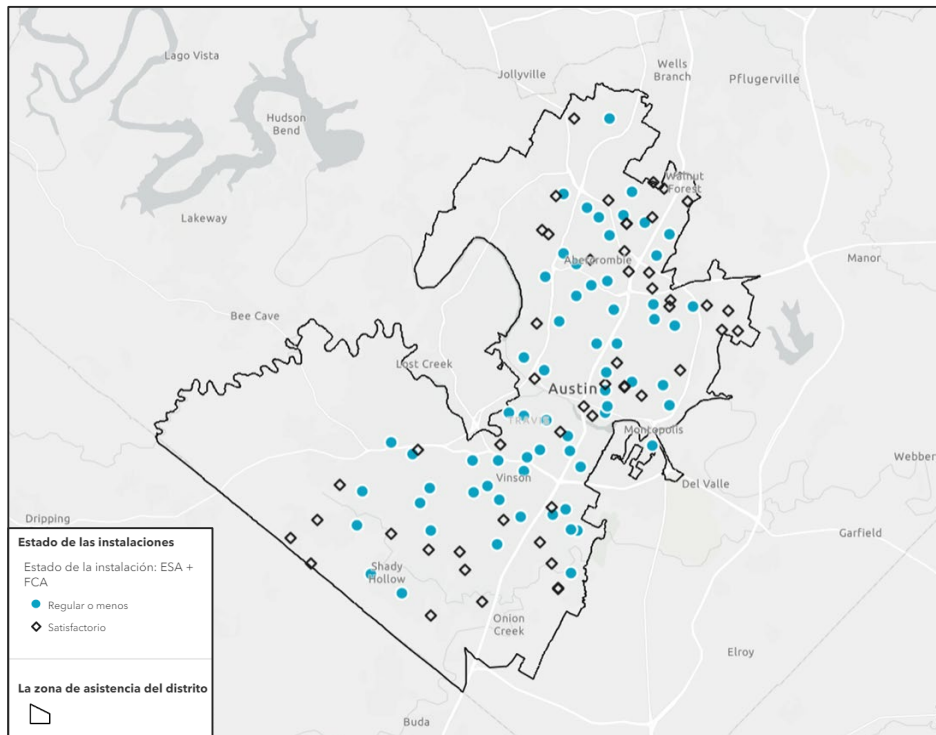 Lago Vista
Jollyville
Wells
Branch
Pflugerville
Hudson
Bend
Walnut
Forest
Lakeway
Abercrombie
Manor
Bee Cave
Lost Creek
Austin
TRAVIS
Montopolis
Webber
Vinson
Del Valle
Dripping
Garfield
Shady
Hollow
Onion
Creek
Elroy
Buda
Estado de las instalaciones
Estado de la instalación: ESA +
FCA
Regular o menos
Satisfactorio
La zona de asistencia del distrito